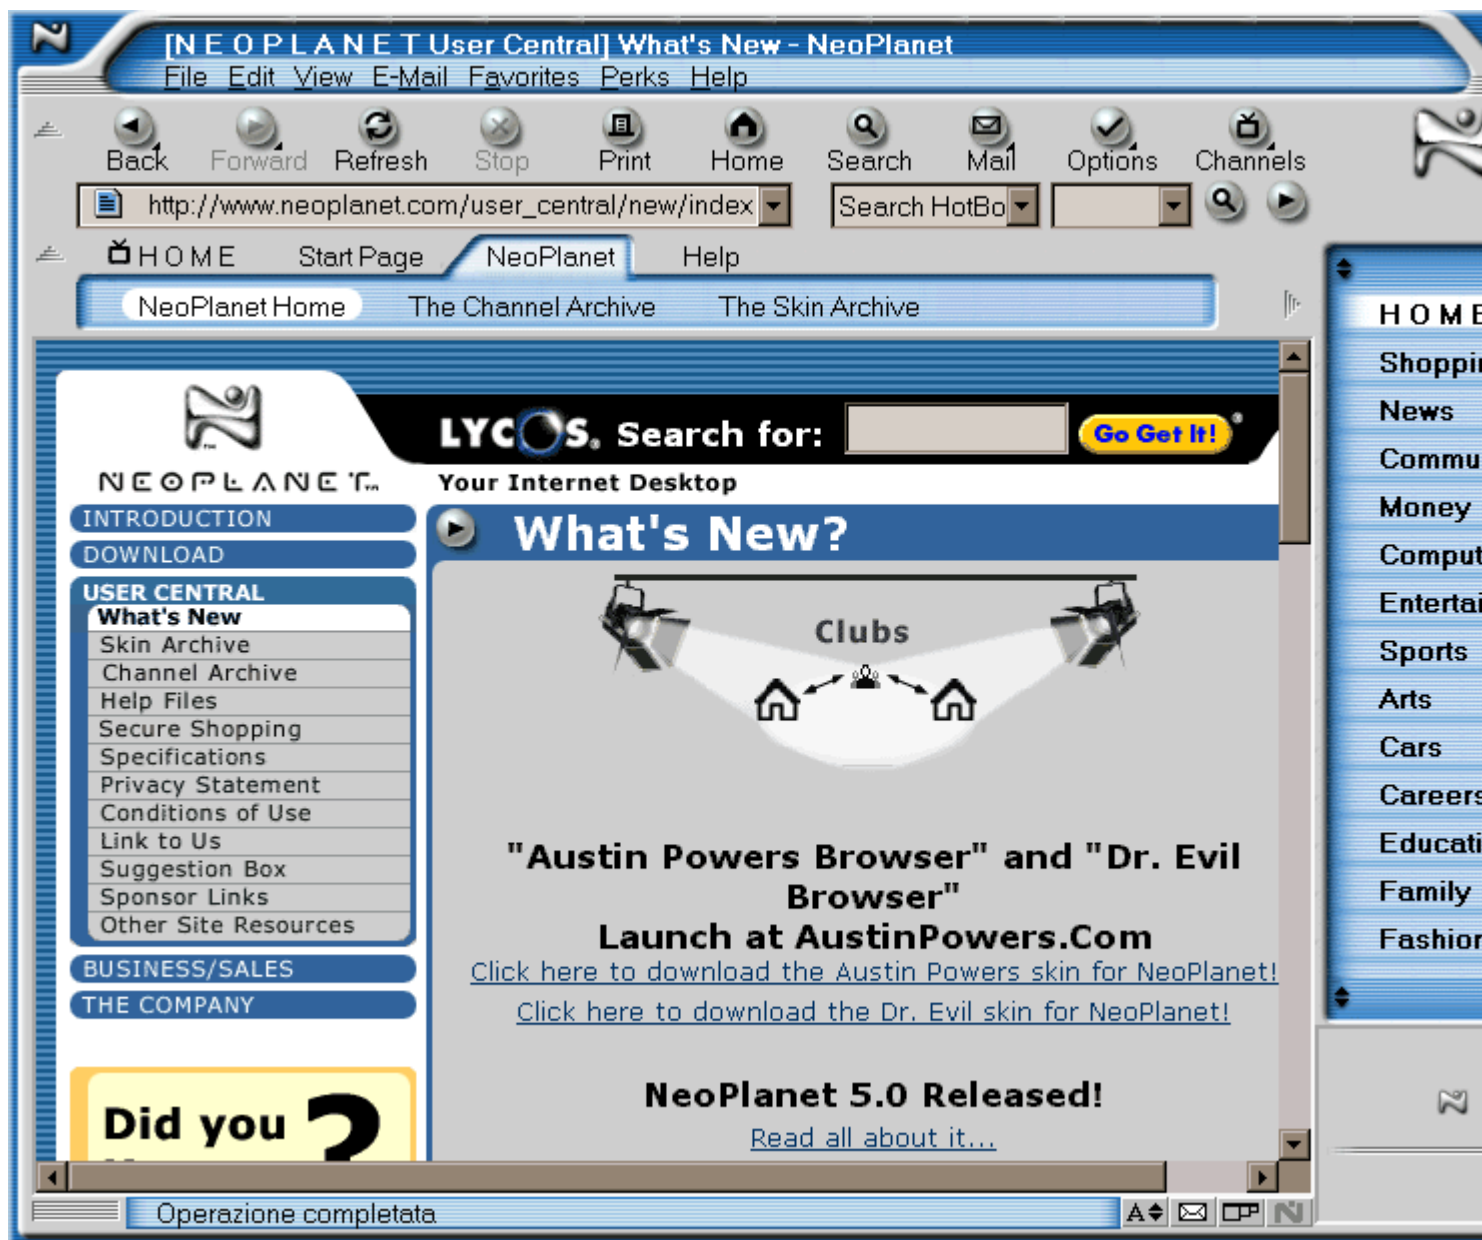 [N E O P L A N E T User Central] What's New - NeoPlanet
File Edit View E-Mail Favorites Perks Help
Back Forward Refresh Stop Print Home Search Mail Options Channels
http://www.neoplanet.com/user_central/new/index Search HotBo
H O M E Start Page NeoPlanet Help
NeoPlanet Home The Channel Archive The Skin Archive
LYCOS. Search for: Go Get It!
NEOPLANET™ Your Internet Desktop
INTRODUCTION
DOWNLOAD
USER CENTRAL
What's New
Skin Archive
Channel Archive
Help Files
Secure Shopping
Specifications
Privacy Statement
Conditions of Use
Link to Us
Suggestion Box
Sponsor Links
Other Site Resources
BUSINESS/SALES
THE COMPANY
Did you
?
What's New?
Clubs
"Austin Powers Browser" and "Dr. Evil
Browser"
Launch at AustinPowers.Com
Click here to download the Austin Powers skin for NeoPlanet!
Click here to download the Dr. Evil skin for NeoPlanet!
NeoPlanet 5.0 Released!
Read all about it...
H O M E
Shoppin
News
Commu
Money
Comput
Entertai
Sports
Arts
Cars
Careers
Educati
Family
Fashion
Operazione completata
A